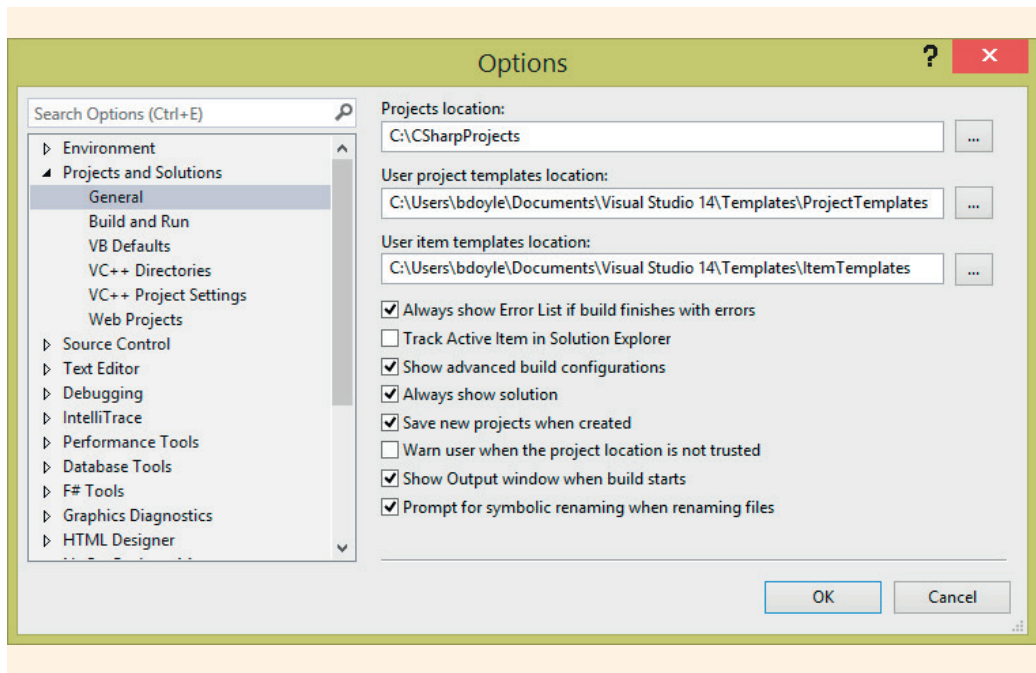 Options
?
Search Options (Ctrl+E)
Environment
Projects and Solutions
General
Build and Run
VB Defaults
VC++ Directories
VC++ Project Settings
Web Projects
Source Control
Text Editor
Debugging
IntelliTrace
Performance Tools
Database Tools
F# Tools
Graphics Diagnostics
HTML Designer
Projects location:
C:\CSharpProjects
...
User project templates location:
C:\Users\bdoyle\Documents\Visual Studio 14\Templates\ProjectTemplates
...
User item templates location:
C:\Users\bdoyle\Documents\Visual Studio 14\Templates\ItemTemplates
...
Always show Error List if build finishes with errors
Track Active Item in Solution Explorer
Show advanced build configurations
Always show solution
Save new projects when created
Warn user when the project location is not trusted
Show Output window when build starts
Prompt for symbolic renaming when renaming files
OK
Cancel